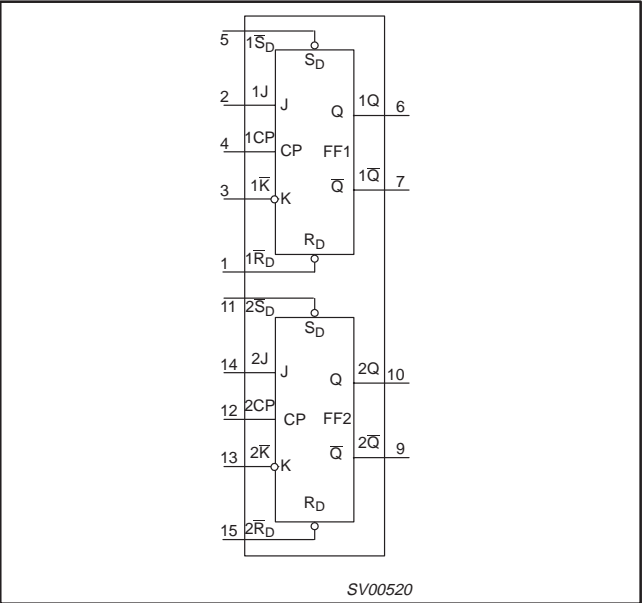 5 1S̅D
SD
2 1J J Q 1Q 6
4 1CP CP FF1
3 1K̅ K Q̅ 1Q̅ 7
RD
1 1R̅D
11 2S̅D
SD
14 2J J Q 2Q 10
12 2CP CP FF2
13 2K̅ K Q̅ 2Q̅ 9
RD
15 2R̅D
SV00520